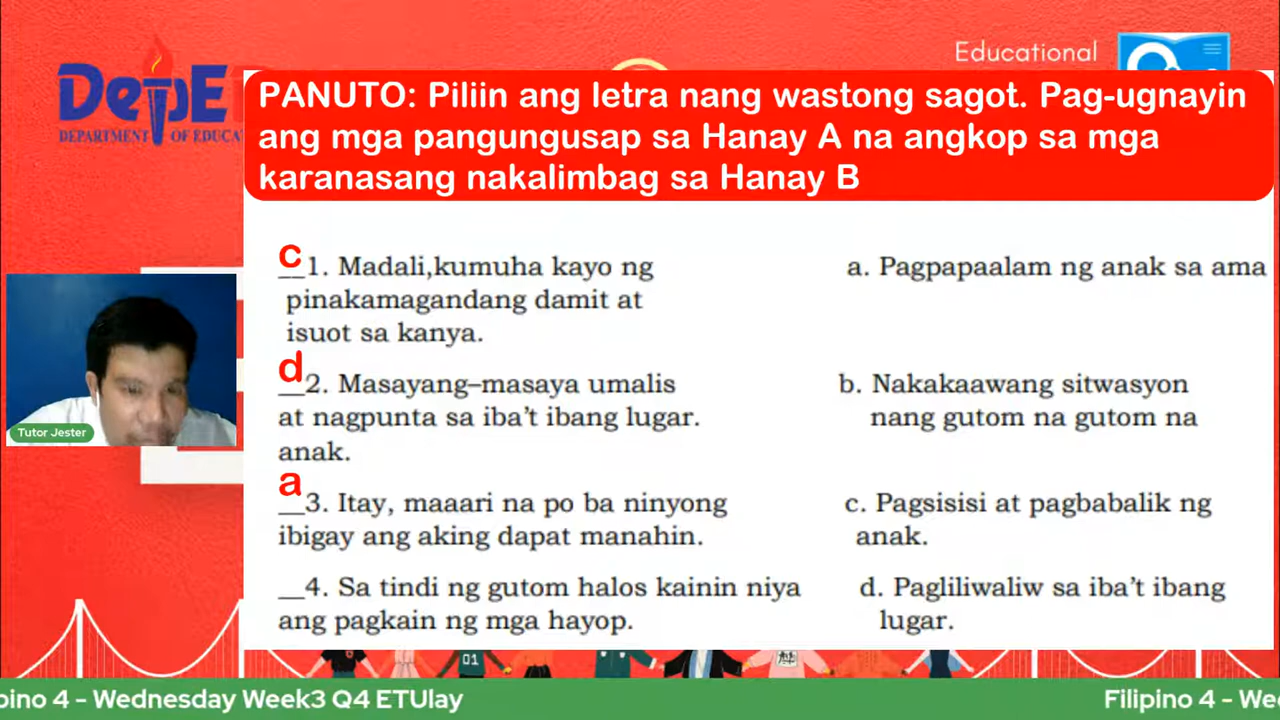 Educational
DepE
DEPARTMENT OF EDUCA
PANUTO: Piliin ang letra nang wastong sagot. Pag-ugnayin
ang mga pangungusap sa Hanay A na angkop sa mga
karanasang nakalimbag sa Hanay B
c
__1. Madali,kumuha kayo ng
pinakamagandang damit at
isuot sa kanya.
a. Pagpapaalam ng anak sa ama
d
__2. Masayang–masaya umalis
at nagpunta sa iba’t ibang lugar.
anak.
b. Nakakaawang sitwasyon
nang gutom na gutom na
a
__3. Itay, maaari na po ba ninyong
ibigay ang aking dapat manahin.
c. Pagsisisi at pagbabalik ng
anak.
__4. Sa tindi ng gutom halos kainin niya
ang pagkain ng mga hayop.
d. Pagliliwaliw sa iba’t ibang
lugar.
Tutor Jester
01
pino 4 - Wednesday Week3 Q4 ETUlay
Filipino 4 - We